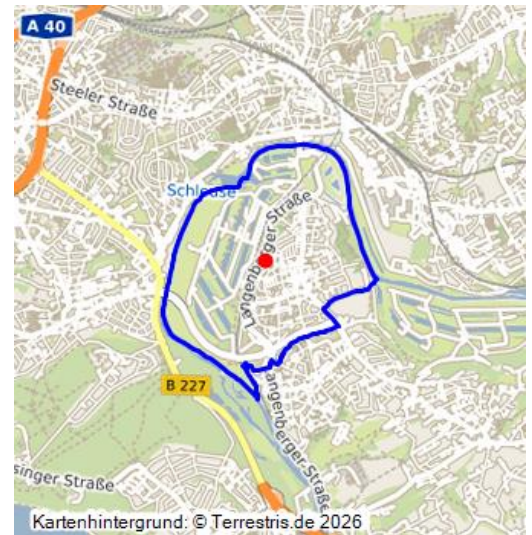 A 40
Steeler Straße
Schleuse
Langenberger Straße
B 227
Langenberger-Straße
singer Straße
Kartenhintergrund: © Terrestris.de 2026